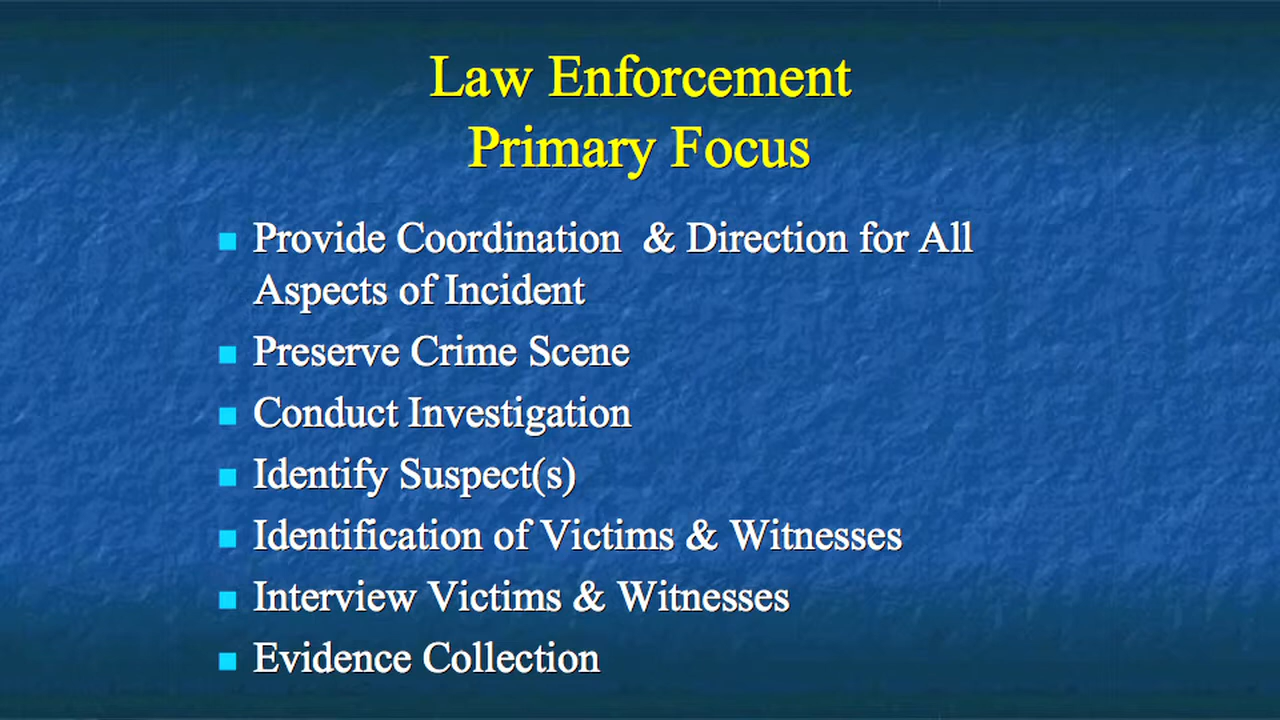 Law Enforcement
Primary Focus
Provide Coordination  & Direction for All
Aspects of Incident
Preserve Crime Scene
Conduct Investigation
Identify Suspect(s)
Identification of Victims & Witnesses
Interview Victims & Witnesses
Evidence Collection